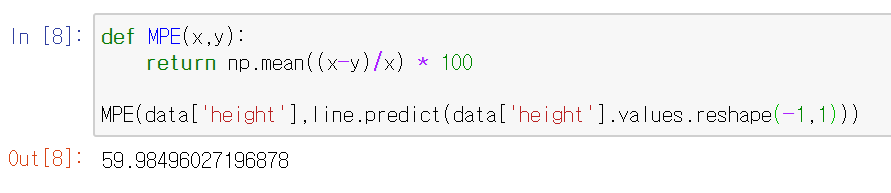 In [8]: def MPE(x,y):
    return np.mean((x-y)/x) * 100
MPE(data['height'],line.predict(data['height'].values.reshape(-1,1)))
Out[8]: 59.98496027196878